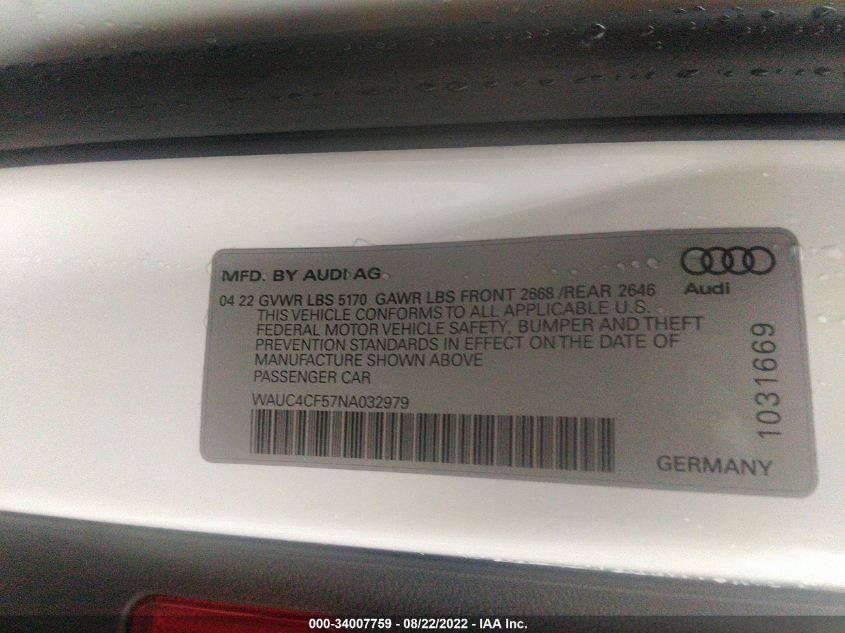 MFD. BY AUDI AG
Audi
04 22 GVWR LBS 5170 GAWR LBS FRONT 2668 /REAR 2646
THIS VEHICLE CONFORMS TO ALL APPLICABLE U.S.
FEDERAL MOTOR VEHICLE SAFETY, BUMPER AND THEFT
PREVENTION STANDARDS IN EFFECT ON THE DATE OF
MANUFACTURE SHOWN ABOVE
PASSENGER CAR
WAUC4CF57NA032979
1031669
GERMANY
000-34007759 - 08/22/2022 - IAA Inc.